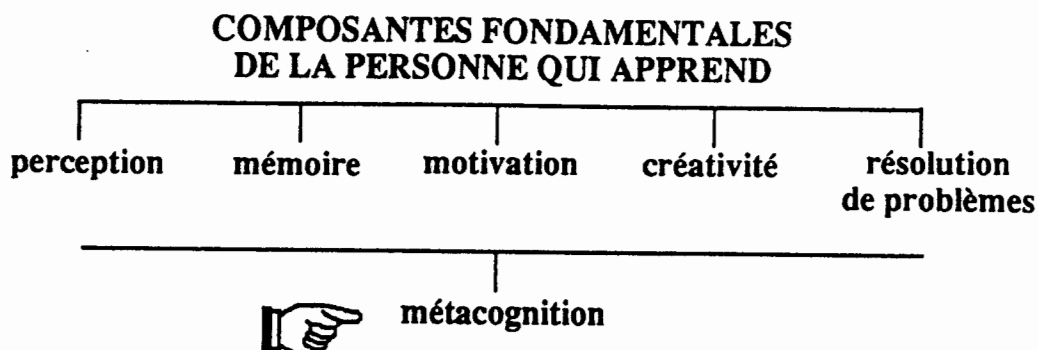 COMPOSANTES FONDAMENTALES
DE LA PERSONNE QUI APPREND
perception mémoire motivation créativité résolution
de problèmes
métacognition